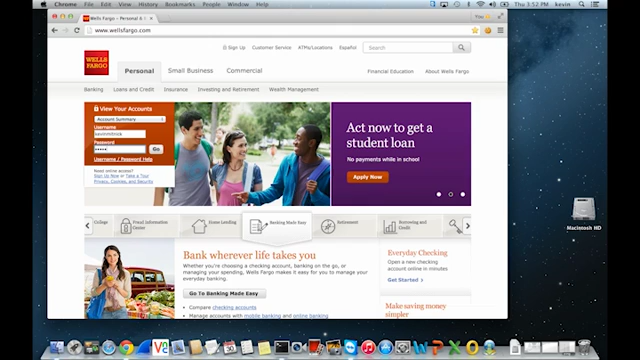 Chrome File Edit View History Bookmarks People Window Help
Thu 3:52 PM kevin
Wells Fargo – Personal &
You
www.wellsfargo.com
Sign Up Customer Service ATMs/Locations Español Search
WELLS
FARGO
Personal Small Business Commercial
Financial Education About Wells Fargo
Banking Loans and Credit Insurance Investing and Retirement Wealth Management
View Your Accounts
Account Summary
Username
Password
Go
Username / Password Help
Need online access?
Sign Up Now or Take a Tour
Privacy, Cookies, and Security
Act now to get a
student loan
No payments while in school
Apply Now
College
Fraud Information
Center
Home Lending
Banking Made Easy
Retirement
Borrowing and
Credit
Bank wherever life takes you
Whether you're choosing a checking account, banking on the go, or
managing your spending, Wells Fargo makes it easy for you to manage your
everyday banking.
Go To Banking Made Easy
Compare checking accounts
Manage accounts with mobile banking and online banking
Everyday Checking
Open a new checking
account online in minutes
Get Started
Make saving money
simpler
Macintosh HD